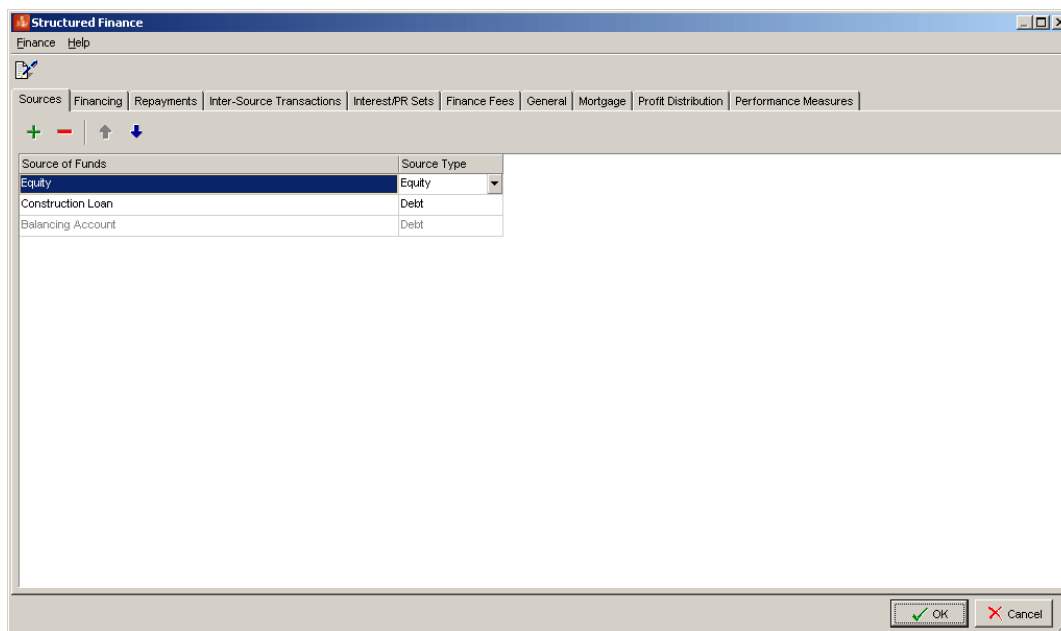 Structured Finance
Finance Help
Sources Financing Repayments Inter-Source Transactions Interest/PR Sets Finance Fees General Mortgage Profit Distribution Performance Measures
Source of Funds Source Type
Equity Equity
Construction Loan Debt
Balancing Account Debt
OK Cancel